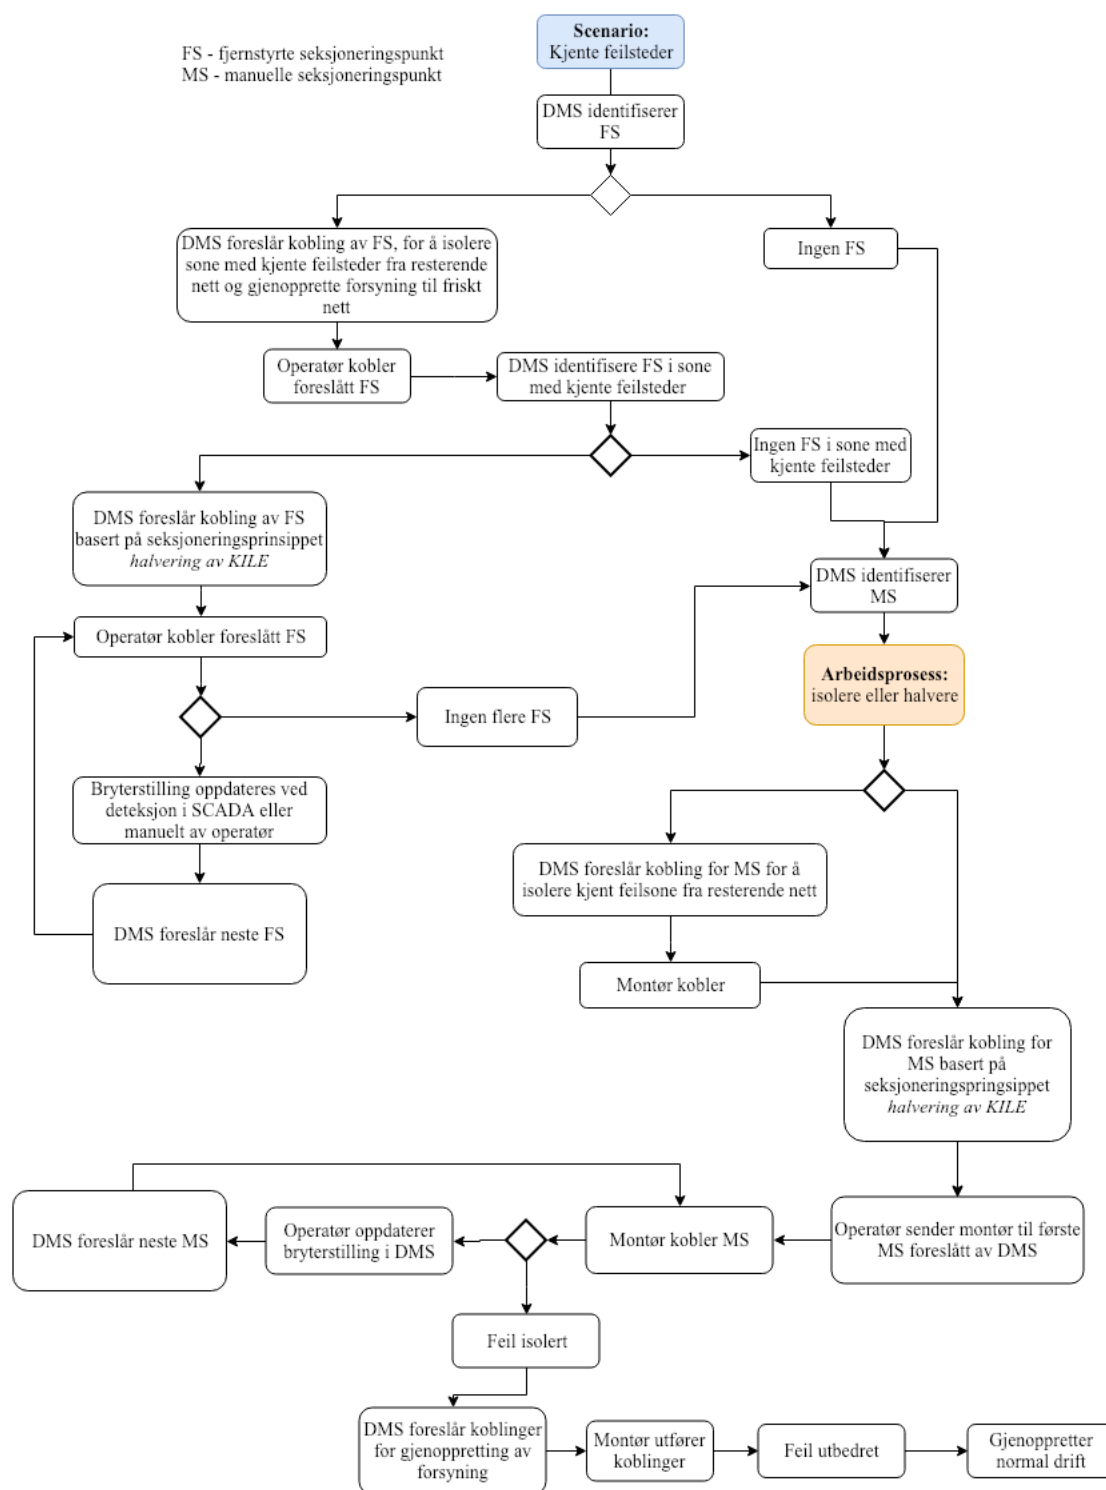 FS - fjernstyrte seksjoneringspunkt
MS - manuelle seksjoneringspunkt
Scenario:
Kjente feilsteder
DMS identifiserer
FS
DMS foreslår kobling av FS, for å isolere
sone med kjente feilsteder fra resterende
nett og gjenopprette forsyning til friskt
nett
Ingen FS
Operatør kobler
foreslått FS
DMS identifisere FS i sone
med kjente feilsteder
Ingen FS i sone med
kjente feilsteder
DMS foreslår kobling av FS
basert på seksjoneringsprinsippet
halvering av KILE
DMS identifiserer
MS
Operatør kobler foreslått FS
Arbeidsprosess:
isolere eller halvere
Ingen flere FS
Bryterstilling oppdateres ved
deteksjon i SCADA eller
manuelt av operatør
DMS foreslår neste FS
DMS foreslår kobling for MS for å
isolere kjent feilsone fra resterende nett
Montør kobler
DMS foreslår kobling for
MS basert på
seksjoneringspringsippet
halvering av KILE
Operatør sender montør til første
MS foreslått av DMS
Montør kobler MS
Operatør oppdaterer
bryterstilling i DMS
DMS foreslår neste MS
Feil isolert
DMS foreslår koblinger
for gjenoppretting av
forsyning
Montør utfører
koblinger
Feil utbedret
Gjenoppretter
normal drift